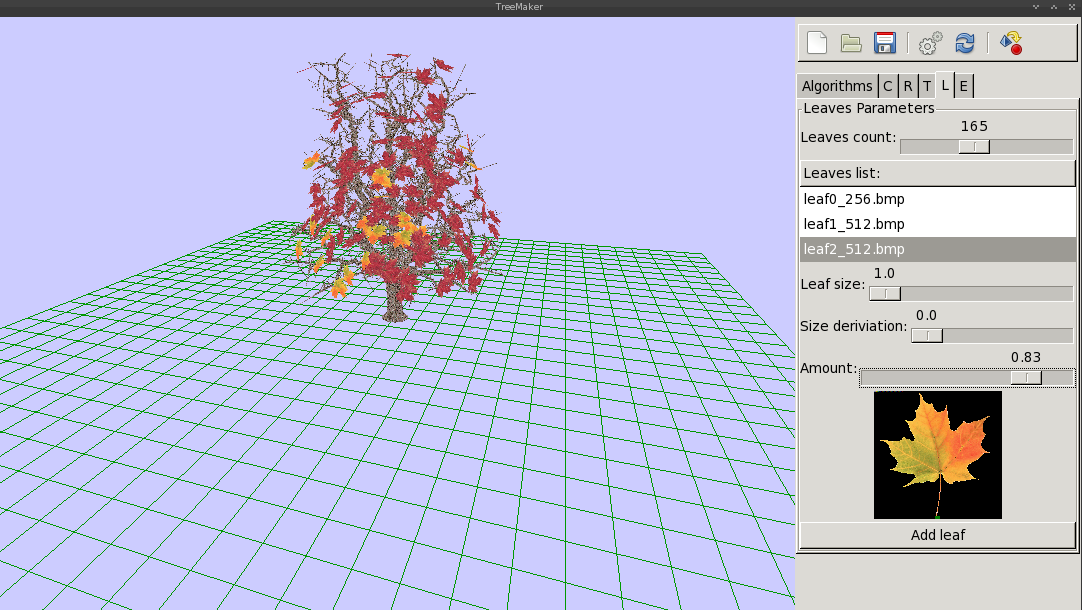 TreeMaker
Algorithms C R T L E
Leaves Parameters
165
Leaves count:
Leaves list:
leaf0_256.bmp
leaf1_512.bmp
leaf2_512.bmp
1.0
Leaf size:
0.0
Size deriviation:
0.83
Amount:
Add leaf